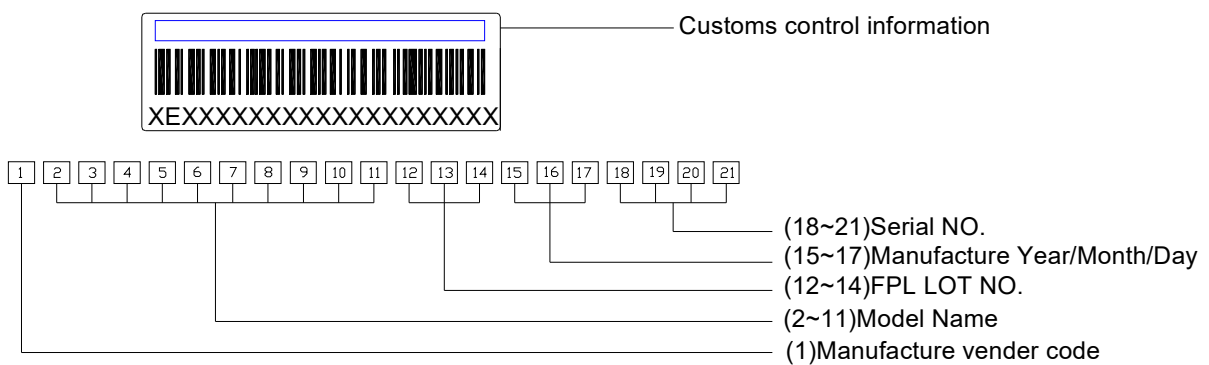 Customs control information
XEXXXXXXXXXXXXXXXXXXX
1 2 3 4 5 6 7 8 9 10 11 12 13 14 15 16 17 18 19 20 21
(18~21)Serial NO.
(15~17)Manufacture Year/Month/Day
(12~14)FPL LOT NO.
(2~11)Model Name
(1)Manufacture vender code